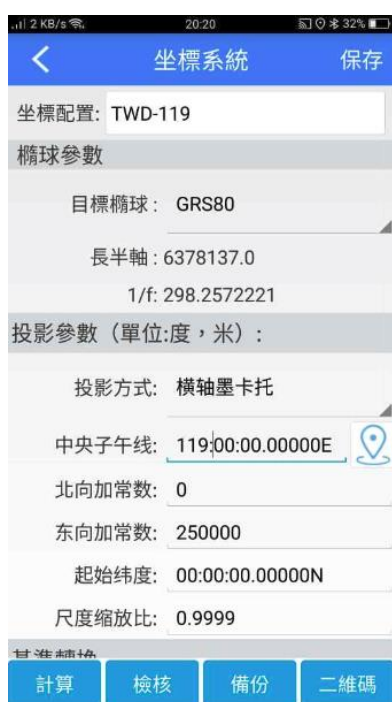 2 KB/s 20:20 32%
坐標系統 保存
坐標配置: TWD-119
橢球參數
目標橢球: GRS80
長半軸: 6378137.0
1/f: 298.2572221
投影參數（單位:度，米）:
投影方式: 横轴墨卡托
中央子午线: 119:00:00.00000E
北向加常数: 0
东向加常数: 250000
起始纬度: 00:00:00.00000N
尺度缩放比: 0.9999
基準轉換
計算 檢核 備份 二維碼